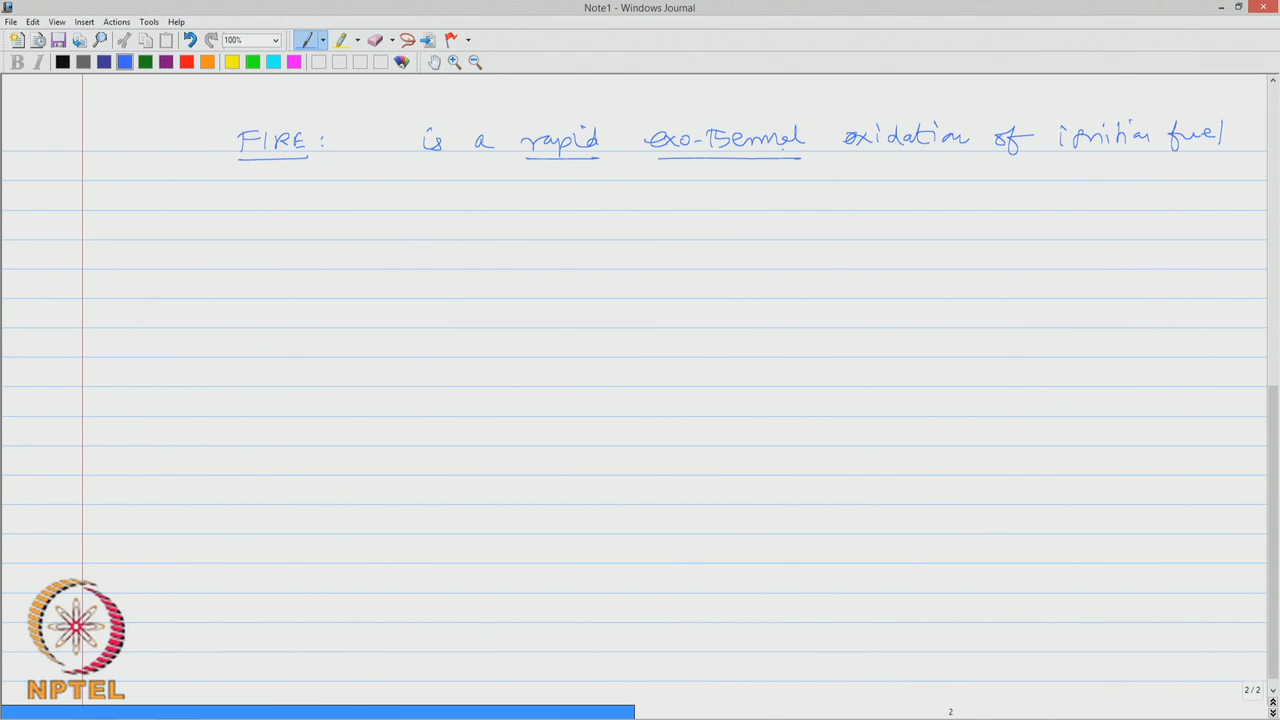 Note1 - Windows Journal
File Edit View Insert Actions Tools Help
100%
B I
FIRE: is a rapid exo-thermal oxidation of ignition fuel
NPTEL
2 / 2
2